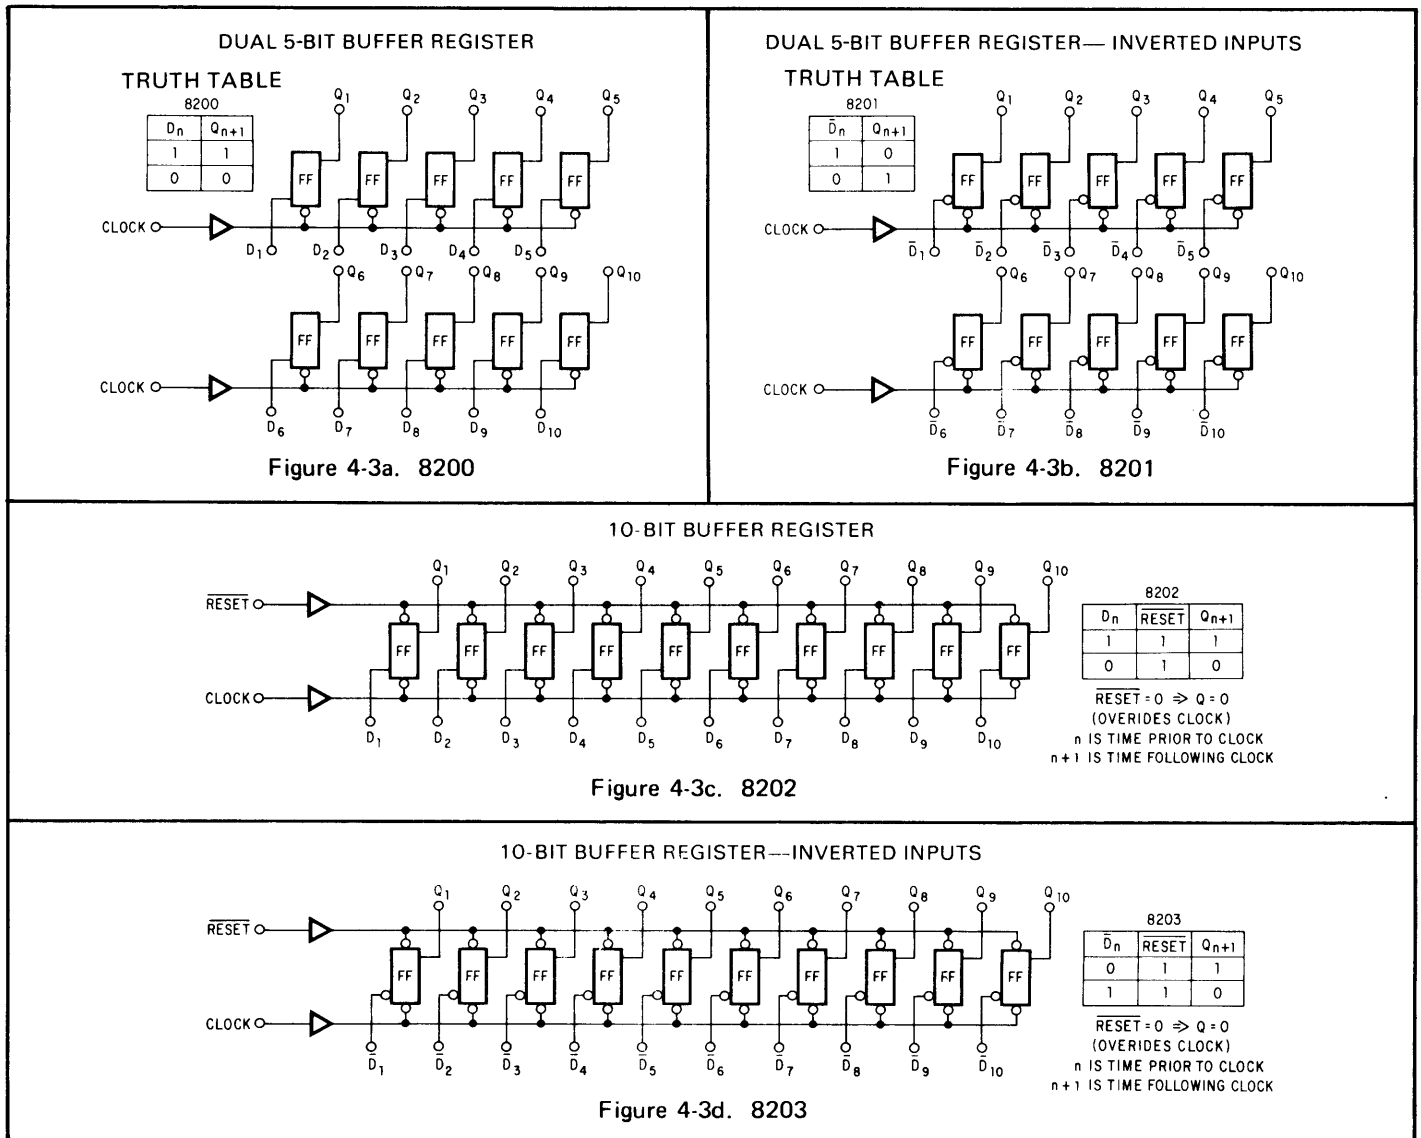 DUAL 5-BIT BUFFER REGISTER
TRUTH TABLE
8200
Dn Qn+1
1 1
0 0
Q1 Q2 Q3 Q4 Q5
FF FF FF FF FF
CLOCK
D1 D2 D3 D4 D5
Q6 Q7 Q8 Q9 Q10
FF FF FF FF FF
CLOCK
D6 D7 D8 D9 D10
Figure 4-3a. 8200
DUAL 5-BIT BUFFER REGISTER— INVERTED INPUTS
TRUTH TABLE
8201
D̄n Qn+1
1 0
0 1
Q1 Q2 Q3 Q4 Q5
FF FF FF FF FF
CLOCK
D̄1 D̄2 D̄3 D̄4 D̄5
Q6 Q7 Q8 Q9 Q10
FF FF FF FF FF
CLOCK
D̄6 D̄7 D̄8 D̄9 D̄10
Figure 4-3b. 8201
10-BIT BUFFER REGISTER
Q1 Q2 Q3 Q4 Q5 Q6 Q7 Q8 Q9 Q10
R̅E̅S̅E̅T̅
FF FF FF FF FF FF FF FF FF FF
CLOCK
D1 D2 D3 D4 D5 D6 D7 D8 D9 D10
8202
Dn R̅E̅S̅E̅T̅ Qn+1
1 1 1
0 1 0
R̅E̅S̅E̅T̅ = 0 ⇒ Q = 0
(OVERIDES CLOCK)
n IS TIME PRIOR TO CLOCK
n+1 IS TIME FOLLOWING CLOCK
Figure 4-3c. 8202
10-BIT BUFFER REGISTER—INVERTED INPUTS
Q1 Q2 Q3 Q4 Q5 Q6 Q7 Q8 Q9 Q10
R̅E̅S̅E̅T̅
FF FF FF FF FF FF FF FF FF FF
CLOCK
D̄1 D̄2 D̄3 D̄4 D̄5 D̄6 D̄7 D̄8 D̄9 D̄10
8203
D̄n R̅E̅S̅E̅T̅ Qn+1
0 1 1
1 1 0
R̅E̅S̅E̅T̅ = 0 ⇒ Q = 0
(OVERIDES CLOCK)
n IS TIME PRIOR TO CLOCK
n+1 IS TIME FOLLOWING CLOCK
Figure 4-3d. 8203